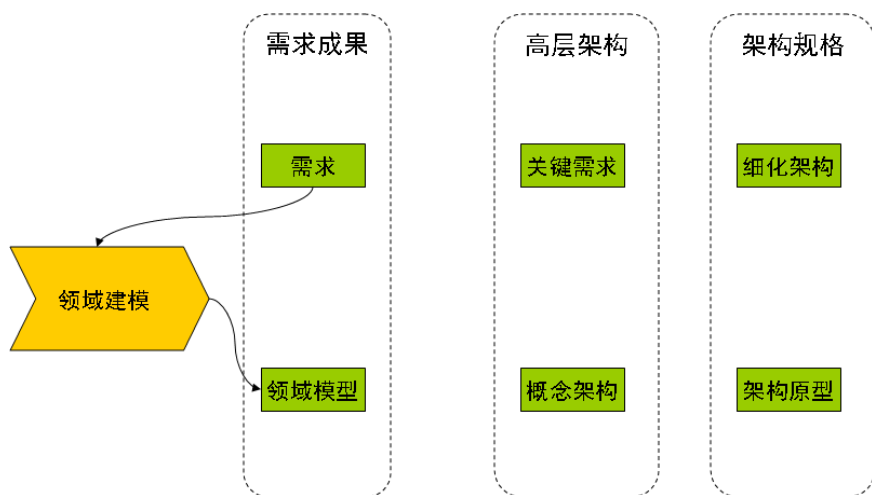 需求成果
高层架构
架构规格
需求
关键需求
细化架构
领域建模
领域模型
概念架构
架构原型